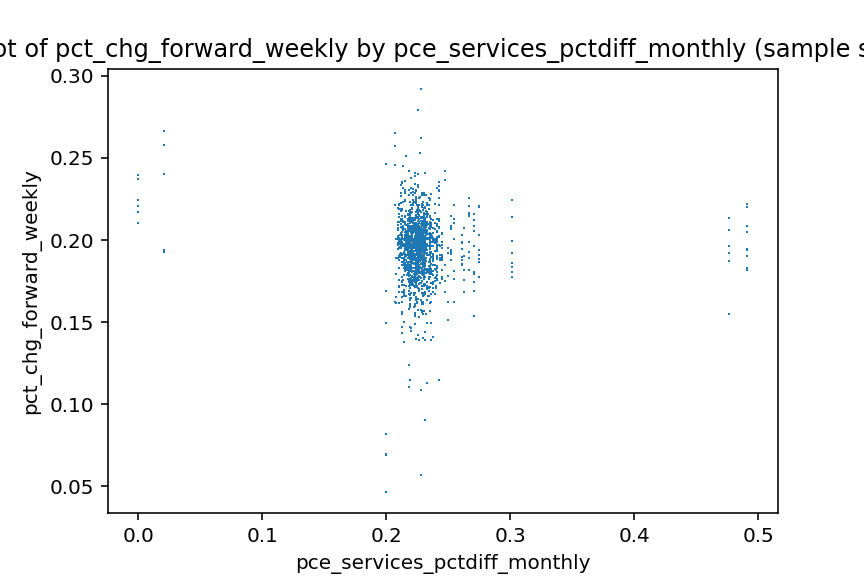 of pct_chg_forward_weekly by pce_services_pctdiff_monthly (sample
0.30
0.25
0.20
0.15
0.10
0.05
pct_chg_forward_weekly
0.0 0.1 0.2 0.3 0.4 0.5
pce_services_pctdiff_monthly